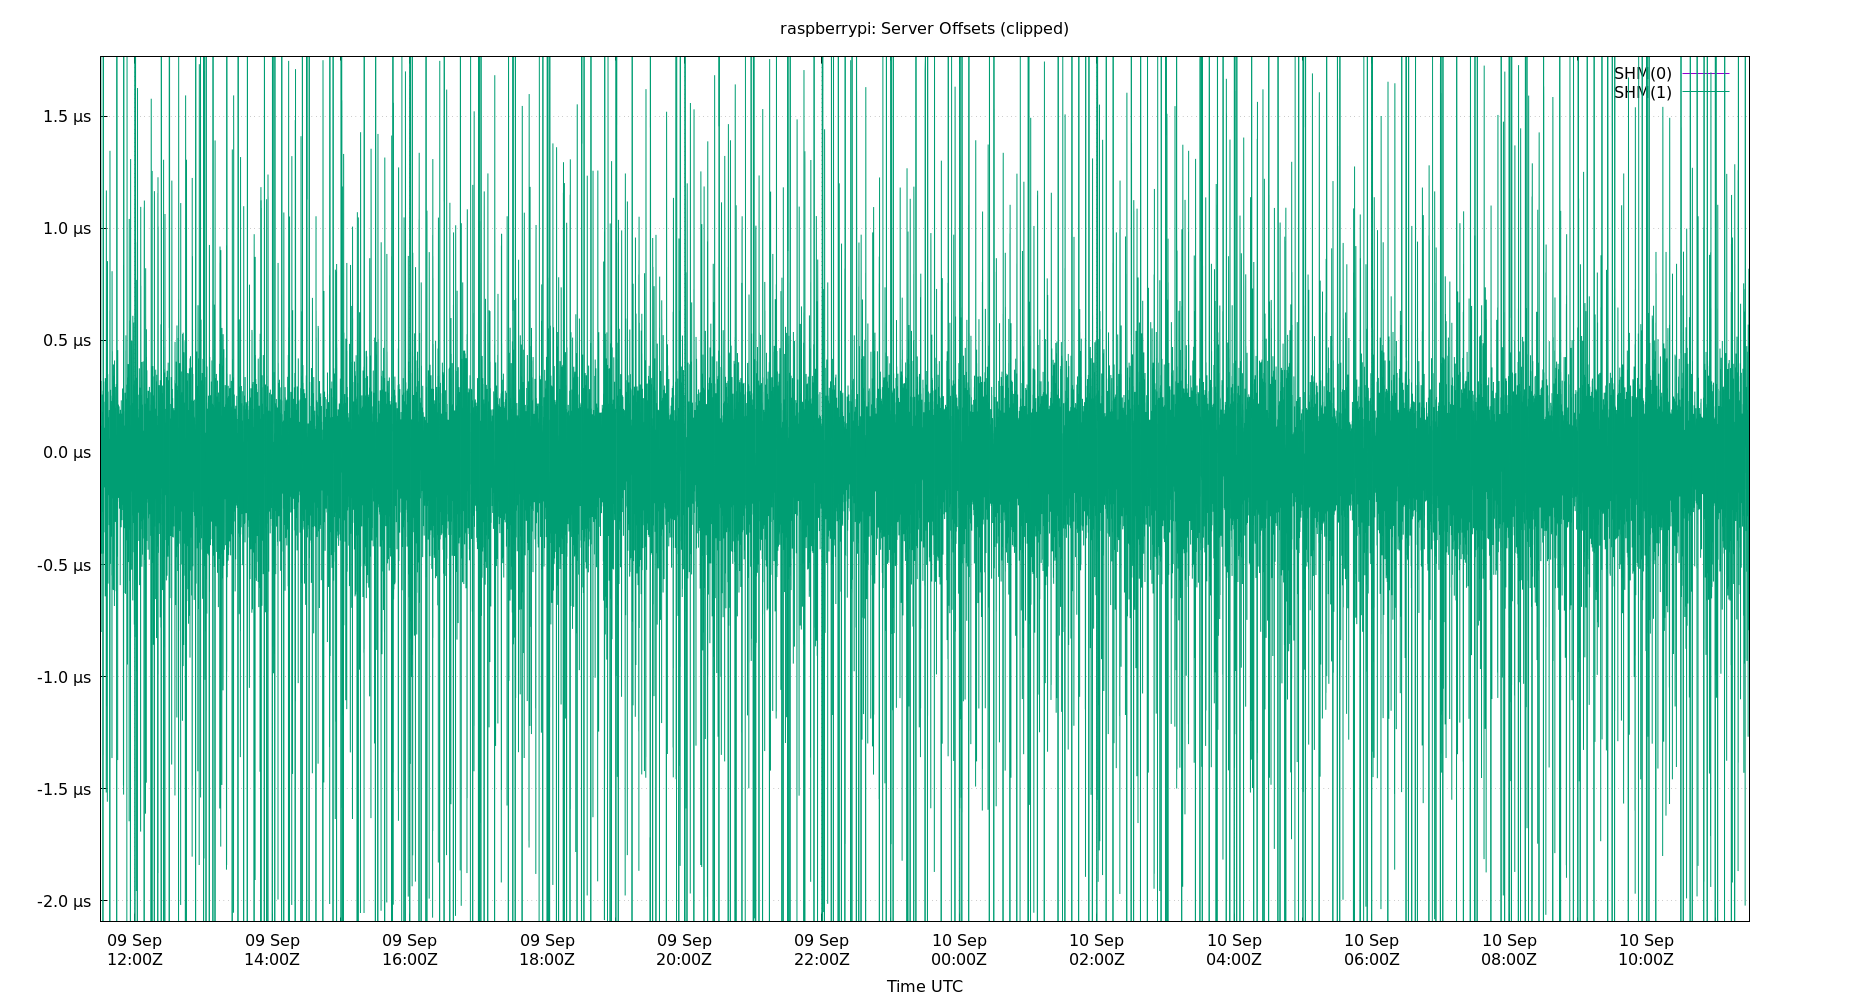 raspberrypi: Server Offsets (clipped)
SHM(0)
SHM(1)
1.5 µs
1.0 µs
0.5 µs
0.0 µs
-0.5 µs
-1.0 µs
-1.5 µs
-2.0 µs
09 Sep 09 Sep 09 Sep 09 Sep 09 Sep 09 Sep 10 Sep 10 Sep 10 Sep 10 Sep 10 Sep 10 Sep
12:00Z 14:00Z 16:00Z 18:00Z 20:00Z 22:00Z 00:00Z 02:00Z 04:00Z 06:00Z 08:00Z 10:00Z
Time UTC